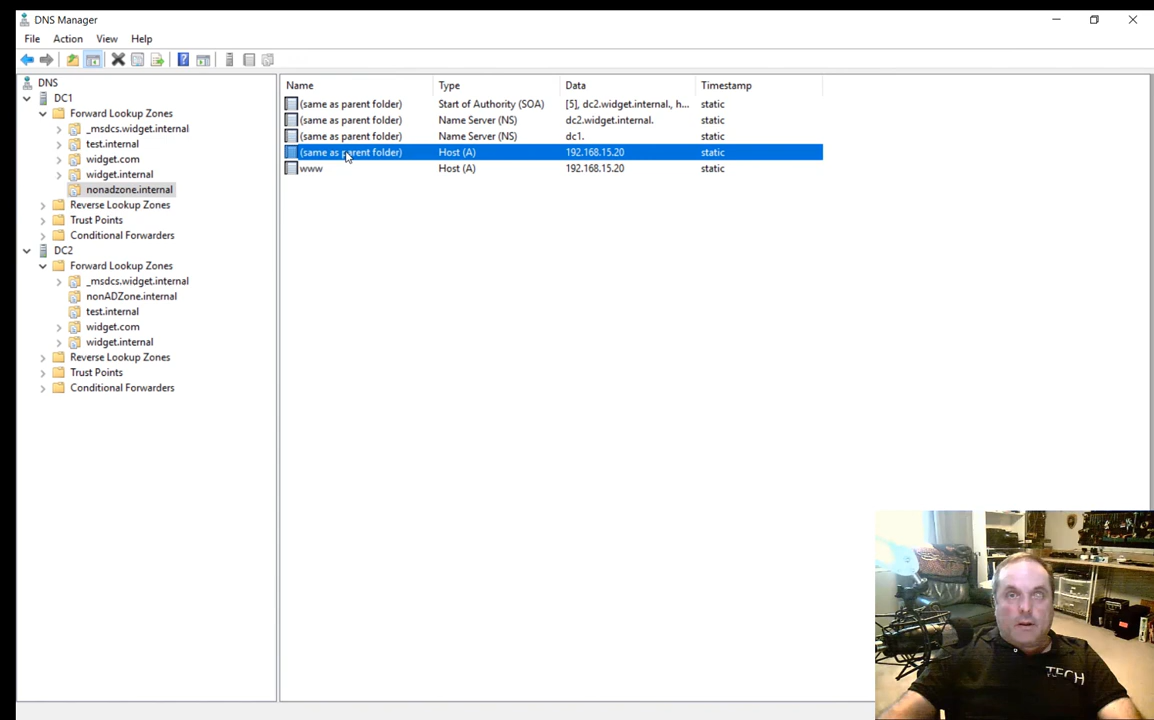 DNS Manager
File Action View Help
DNS
DC1
Forward Lookup Zones
_msdcs.widget.internal
test.internal
widget.com
widget.internal
nonadzone.internal
Reverse Lookup Zones
Trust Points
Conditional Forwarders
DC2
Forward Lookup Zones
_msdcs.widget.internal
nonADZone.internal
test.internal
widget.com
widget.internal
Reverse Lookup Zones
Trust Points
Conditional Forwarders
Name Type Data Timestamp
(same as parent folder) Start of Authority (SOA) [5], dc2.widget.internal., h... static
(same as parent folder) Name Server (NS) dc2.widget.internal. static
(same as parent folder) Name Server (NS) dc1. static
(same as parent folder) Host (A) 192.168.15.20 static
www Host (A) 192.168.15.20 static
TECH